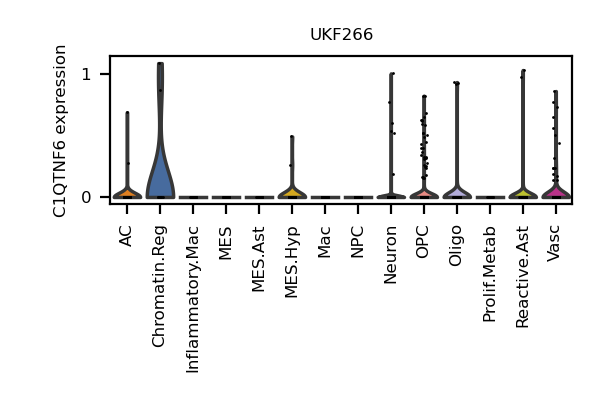 UKF266
C1QTNF6 expression
1
0
AC
Chromatin.Reg
Inflammatory.Mac
MES
MES.Ast
MES.Hyp
Mac
NPC
Neuron
OPC
Oligo
Prolif.Metab
Reactive.Ast
Vasc